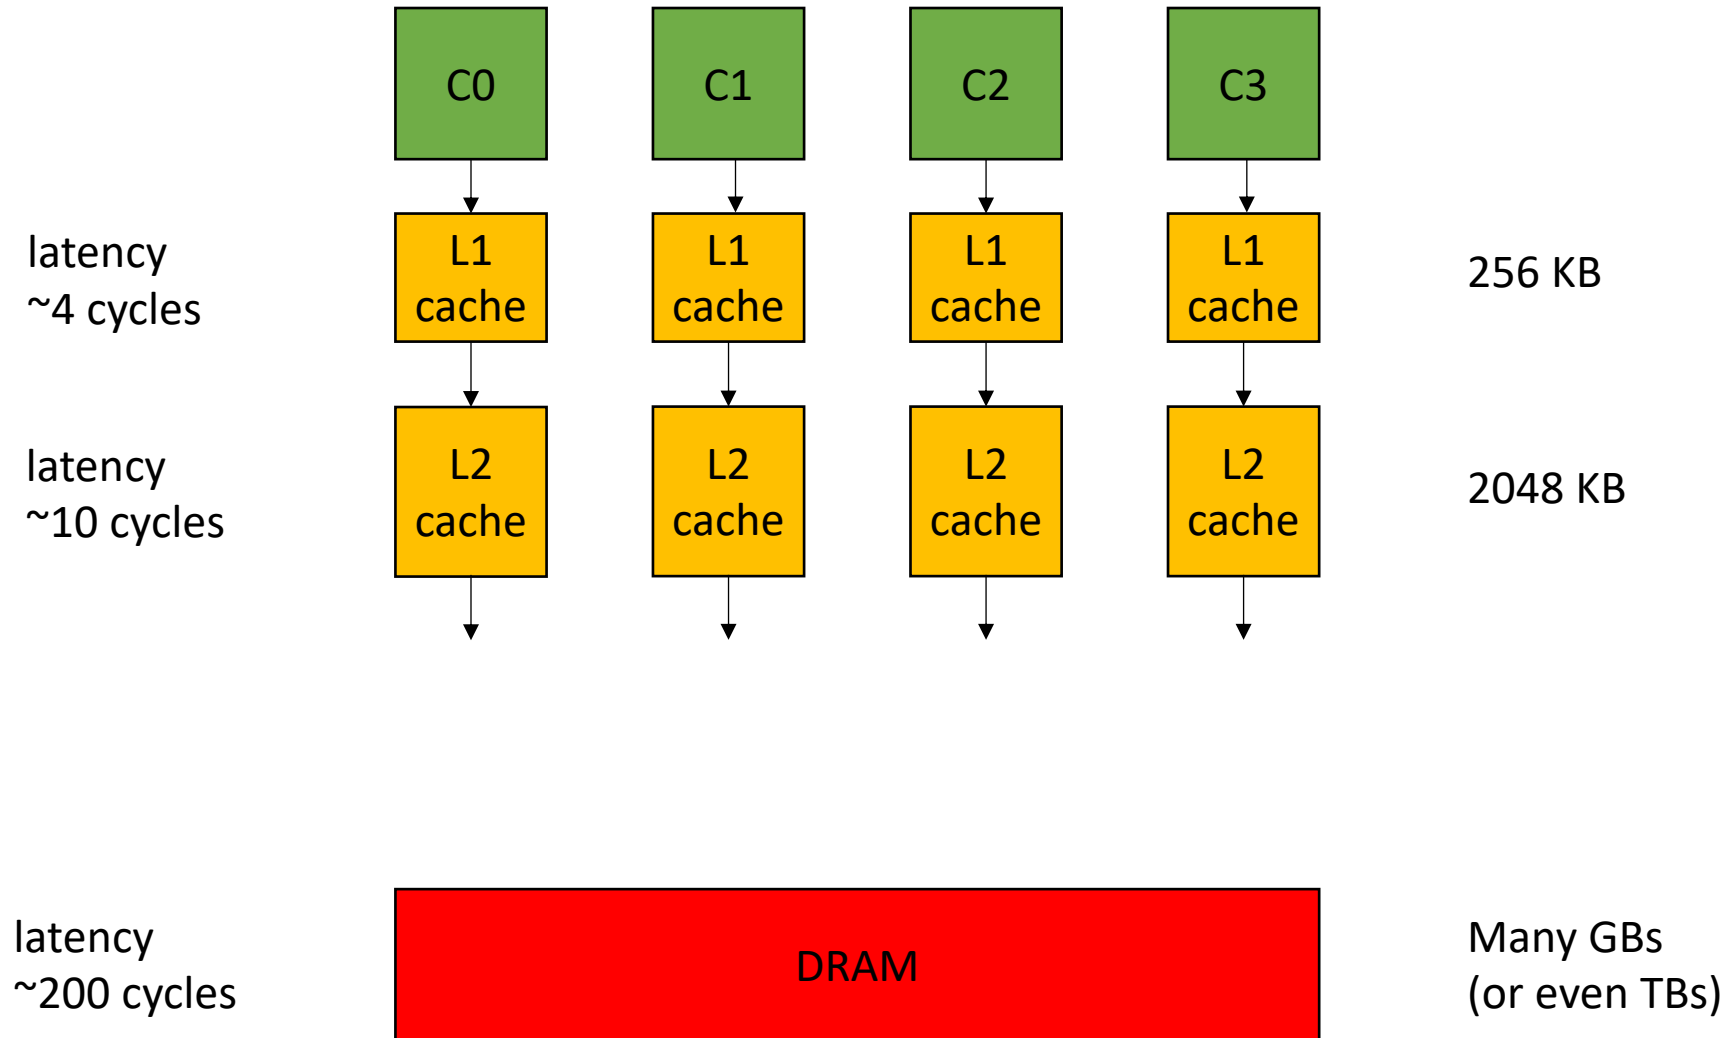 C0
C1
C2
C3
latency
~4 cycles
L1
cache
L1
cache
L1
cache
L1
cache
256 KB
latency
~10 cycles
L2
cache
L2
cache
L2
cache
L2
cache
2048 KB
latency
~200 cycles
DRAM
Many GBs
(or even TBs)